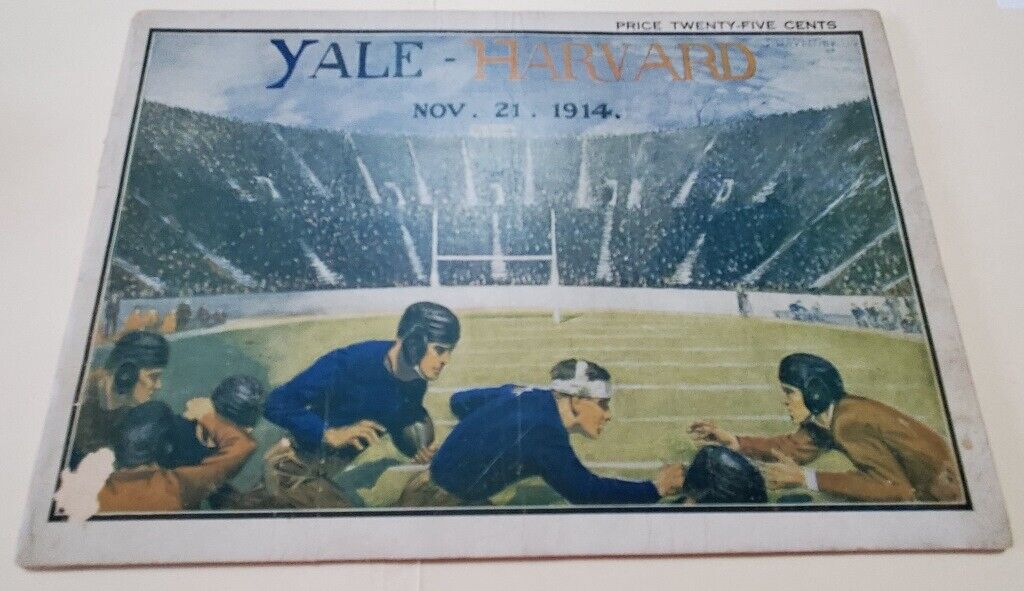 PRICE TWENTY-FIVE CENTS
YALE - HARVARD
NOV. 21. 1914.